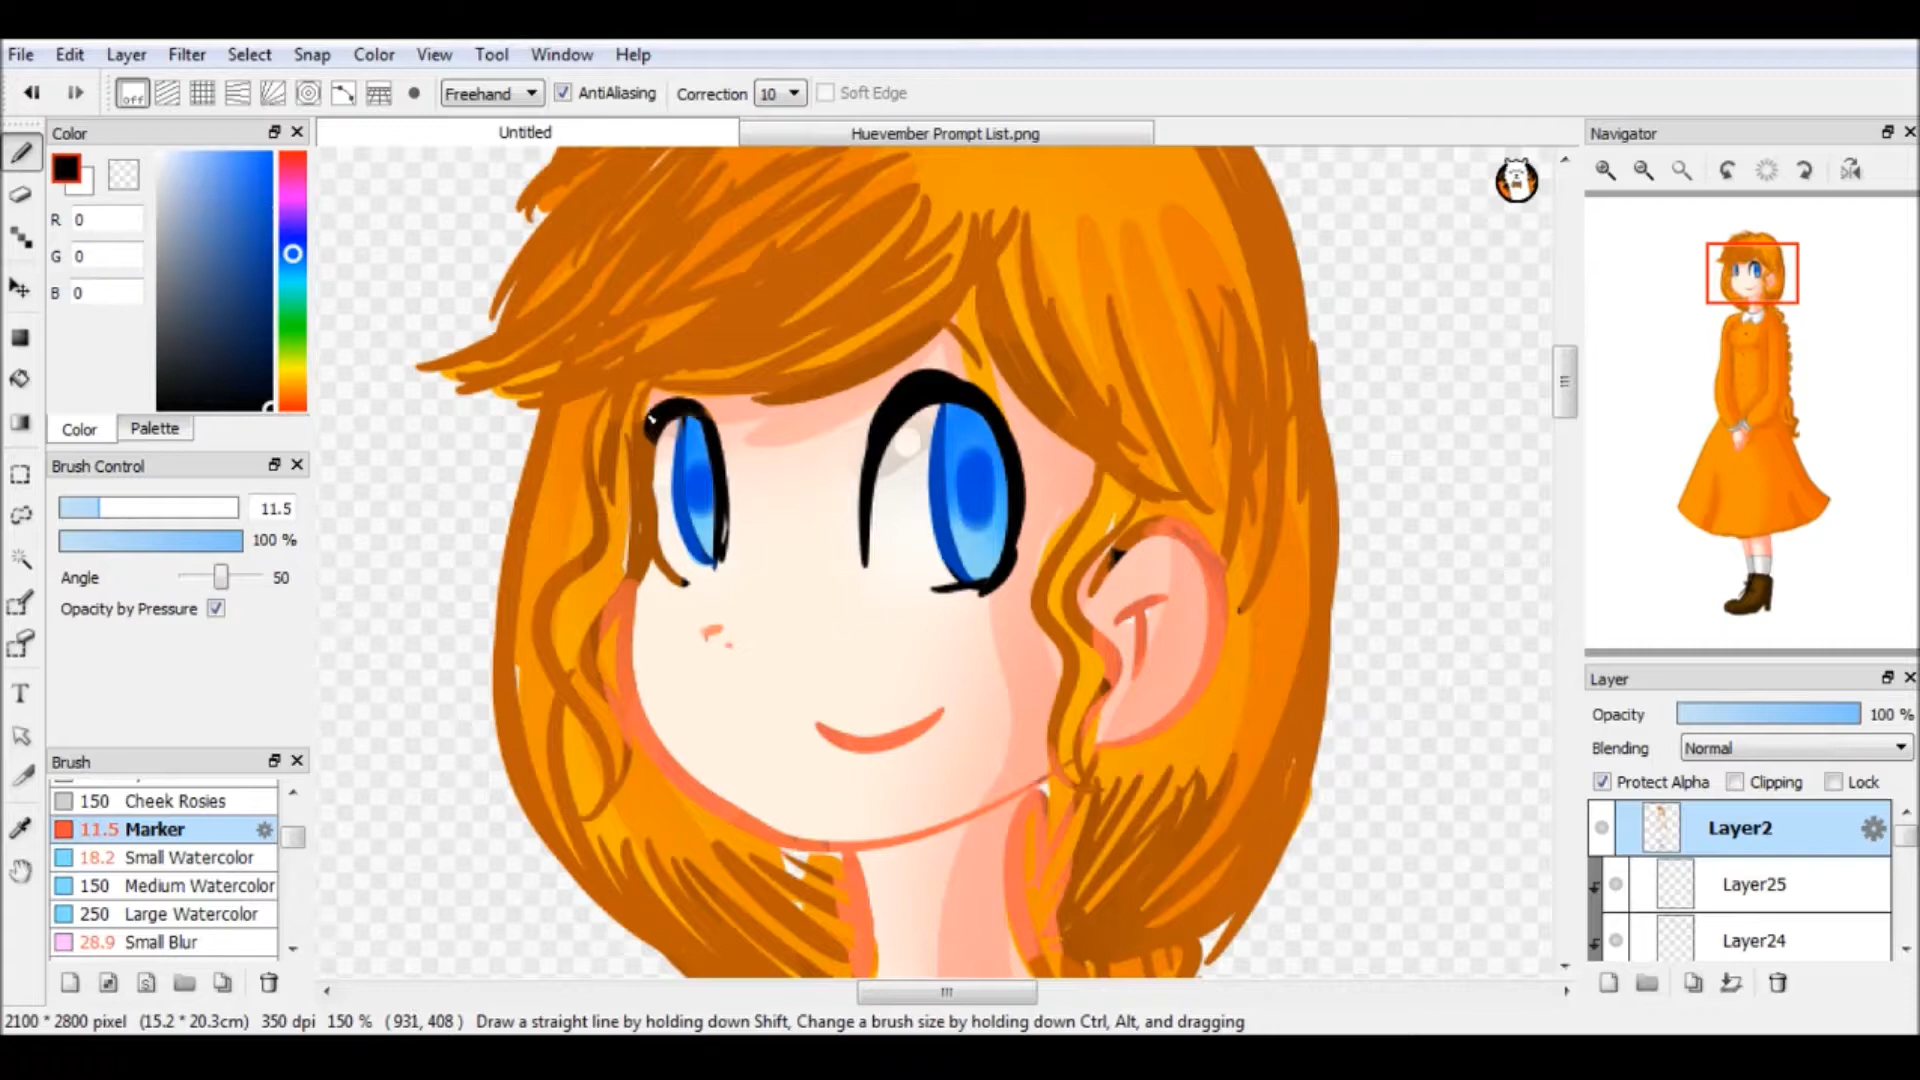 File Edit Layer Filter Select Snap Color View Tool Window Help
off Freehand AntiAliasing Correction 10 Soft Edge
Color
Untitled
Huevember Prompt List.png
Navigator
R 0
G 0
B 0
Color Palette
Brush Control
11.5
100 %
Angle 50
Opacity by Pressure
Brush
150 Cheek Rosies
11.5 Marker
18.2 Small Watercolor
150 Medium Watercolor
250 Large Watercolor
28.9 Small Blur
Layer
Opacity 100 %
Blending Normal
Protect Alpha Clipping Lock
Layer2
Layer25
Layer24
2100 * 2800 pixel (15.2 * 20.3cm) 350 dpi 150 % ( 931, 408 ) Draw a straight line by holding down Shift, Change a brush size by holding down Ctrl, Alt, and dragging